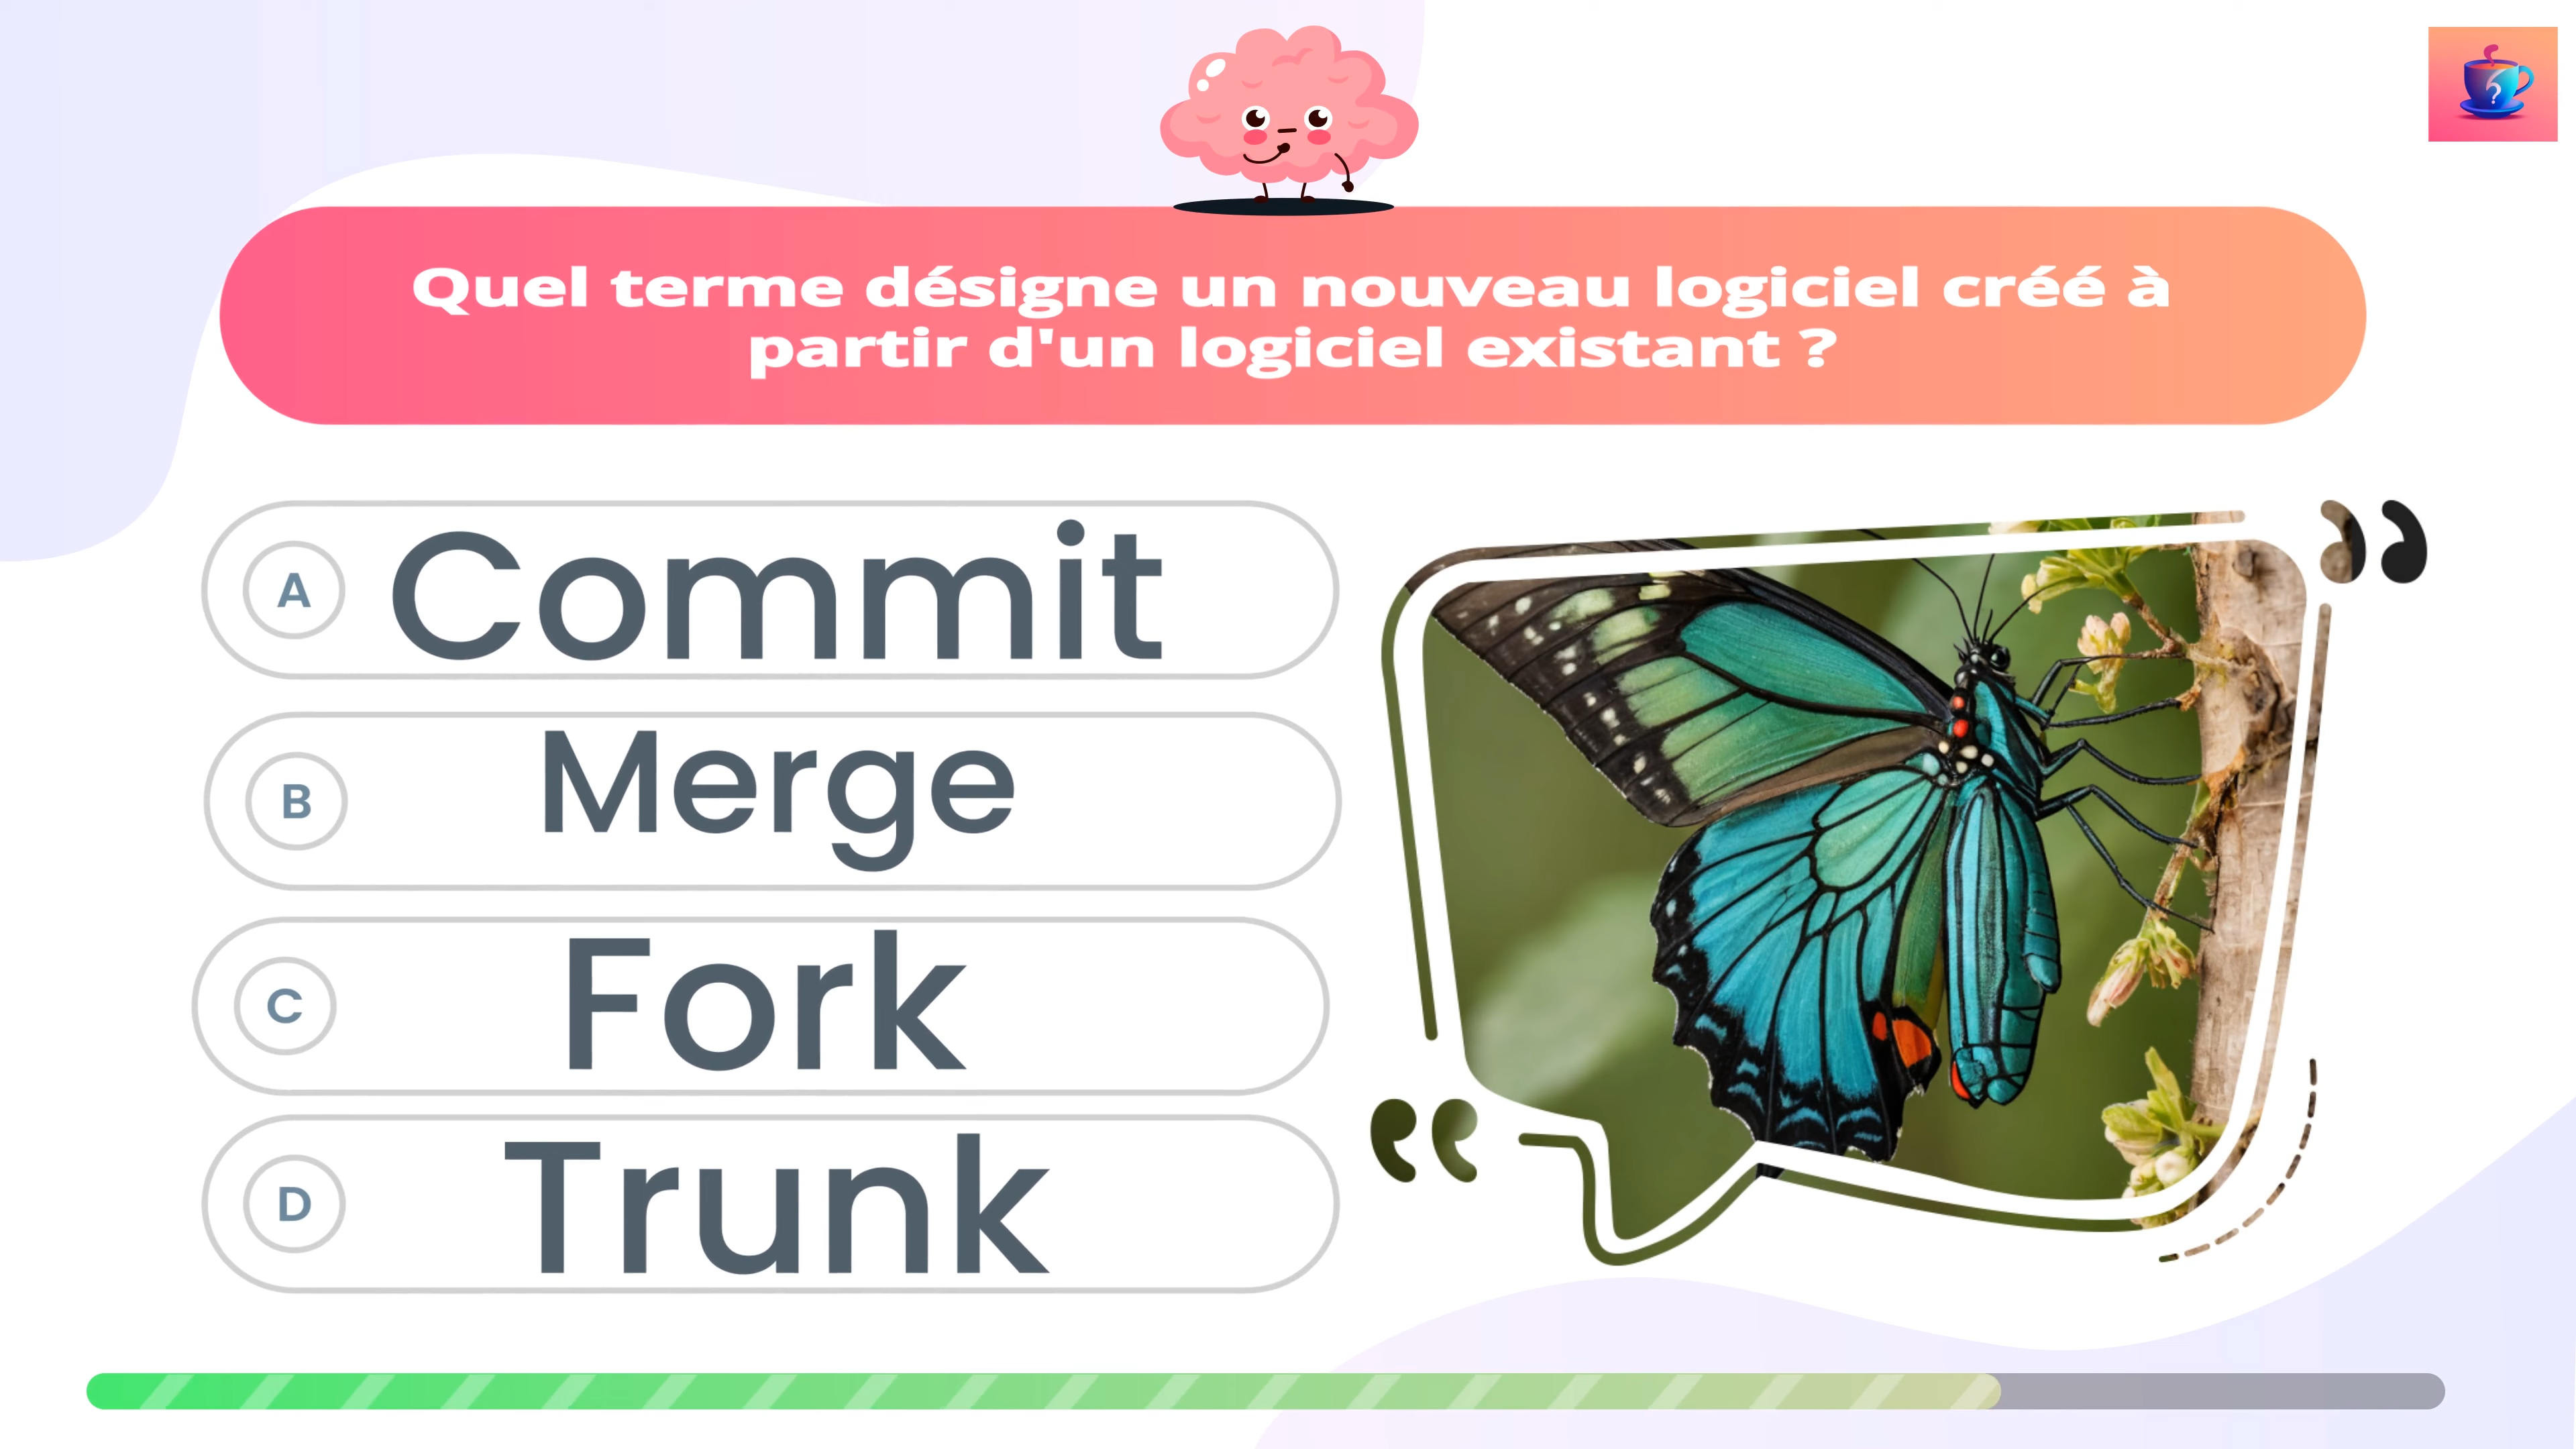 Quel terme désigne un nouveau logiciel créé à
partir d'un logiciel existant ?
A Commit
B Merge
C Fork
D Trunk